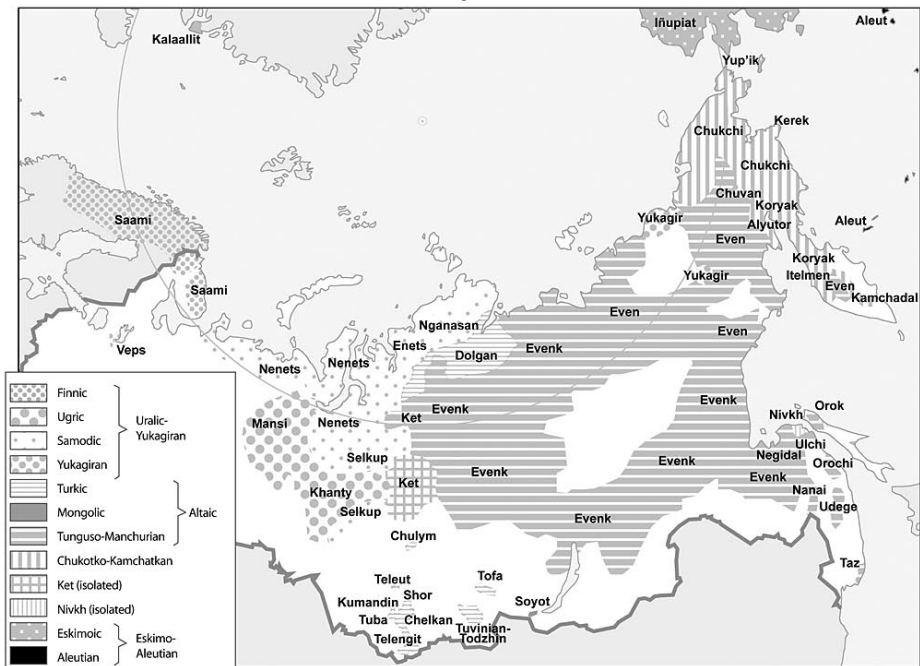 Kalaallit
Iñupiat
Aleut
Yup'ik
Kerek
Chukchi
Chukchi
Chuvan
Koryak
Saami
Yukagir
Alyutor
Aleut
Even
Koryak
Yukagir
Itelmen
Saami
Even
Kamchadal
Nganasan
Even
Even
Veps
Enets
Evenk
Dolgan
Nenets
Nenets
Evenk
Evenk
Orok
Nivkh
Mansi
Nenets
Ket
Ulchi
Selkup
Negidal
Orochi
Evenk
Evenk
Evenk
Ket
Khanty
Nanai
Selkup
Udege
Evenk
Chulym
Taz
Teleut
Tofa
Shor
Kumandin
Soyot
Tuba
Chelkan
Telengit
Tuvinian-
Todzhin
Finnic
Ugric
Samodic
Yukagiran
Uralic-
Yukagiran
Turkic
Mongolic
Tunguso-Manchurian
Altaic
Chukotko-Kamchatkan
Ket (isolated)
Nivkh (isolated)
Eskimoic
Aleutian
Eskimo-
Aleutian